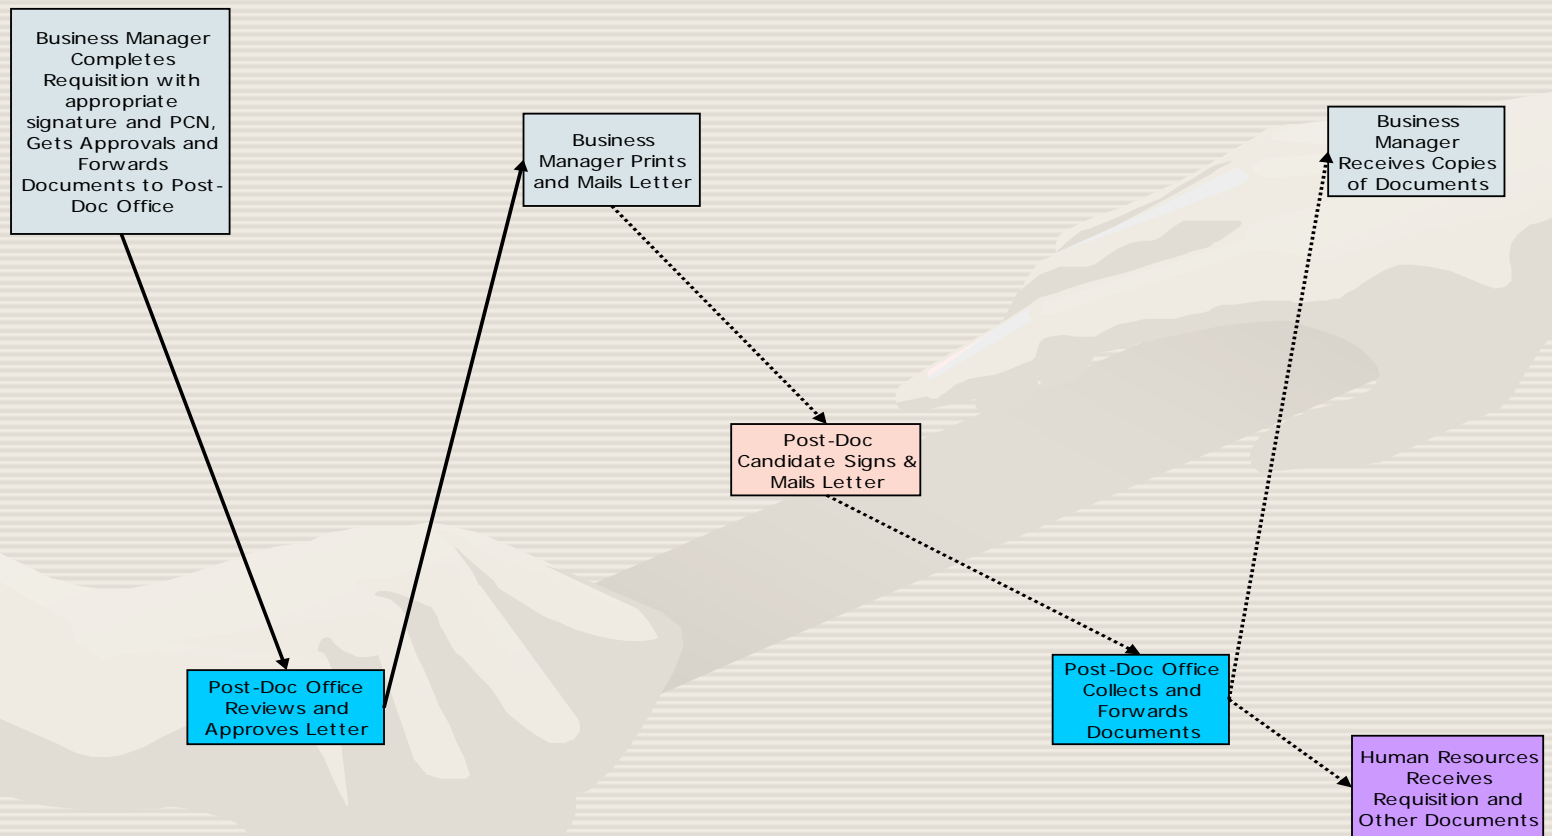 Business Manager
Completes
Requisition with
appropriate
signature and PCN,
Gets Approvals and
Forwards
Documents to Post-
Doc Office
Post-Doc Office
Reviews and
Approves Letter
Business
Manager Prints
and Mails Letter
Post-Doc
Candidate Signs &
Mails Letter
Post-Doc Office
Collects and
Forwards
Documents
Business
Manager
Receives Copies
of Documents
Human Resources
Receives
Requisition and
Other Documents